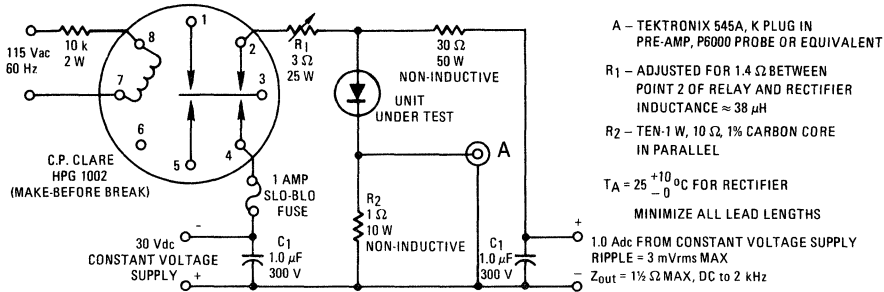 115 Vac
60 Hz
10 k
2 W
8
7
6
5
1
2
3
4
C.P. CLARE
HPG 1002
(MAKE-BEFORE BREAK)
1 AMP
SLO-BLO
FUSE
R1
3 Ω
25 W
30 Ω
50 W
NON-INDUCTIVE
UNIT
UNDER TEST
A
R2
1 Ω
10 W
NON-INDUCTIVE
30 Vdc
CONSTANT VOLTAGE
SUPPLY
-
+
C1
1.0 μF
300 V
C1
1.0 μF
300 V
+
1.0 Adc FROM CONSTANT VOLTAGE SUPPLY
RIPPLE = 3 mVrms MAX
- Zout = 1½ Ω MAX, DC to 2 kHz
A – TEKTRONIX 545A, K PLUG IN
PRE-AMP, P6000 PROBE OR EQUIVALENT
R1 – ADJUSTED FOR 1.4 Ω BETWEEN
POINT 2 OF RELAY AND RECTIFIER
INDUCTANCE ≈ 38 μH
R2 – TEN-1 W, 10 Ω, 1% CARBON CORE
IN PARALLEL
TA = 25 +10 -0 °C FOR RECTIFIER
MINIMIZE ALL LEAD LENGTHS